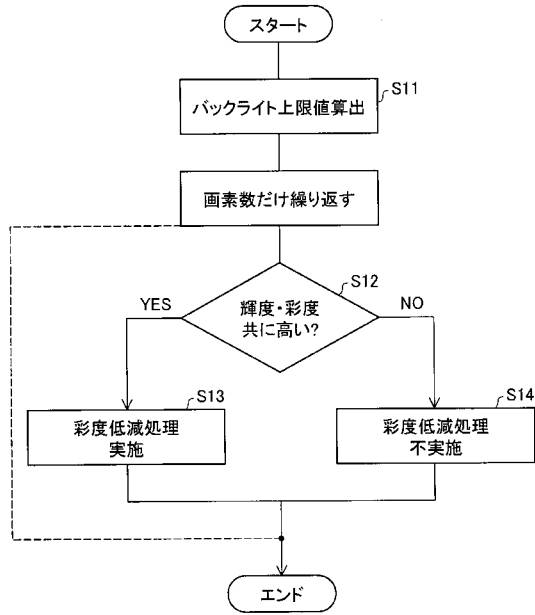 スタート
バックライト上限値算出
S11
画素数だけ繰り返す
S12
輝度・彩度
共に高い?
YES
NO
S13
彩度低減処理
実施
S14
彩度低減処理
不実施
エンド